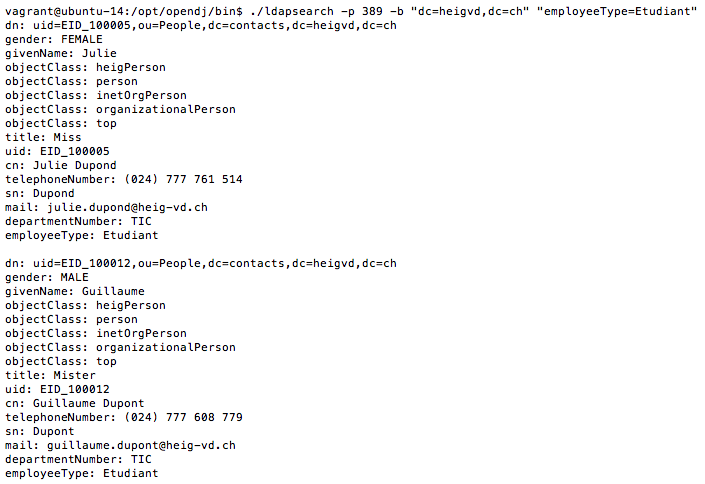 vagrant@ubuntu-14:/opt/opendj/bin$ ./ldapsearch -p 389 -b "dc=heigvd,dc=ch" "employeeType=Etudiant"
dn: uid=EID_100005,ou=People,dc=contacts,dc=heigvd,dc=ch
gender: FEMALE
givenName: Julie
objectClass: heigPerson
objectClass: person
objectClass: inetOrgPerson
objectClass: organizationalPerson
objectClass: top
title: Miss
uid: EID_100005
cn: Julie Dupond
telephoneNumber: (024) 777 761 514
sn: Dupond
mail: julie.dupond@heig-vd.ch
departmentNumber: TIC
employeeType: Etudiant

dn: uid=EID_100012,ou=People,dc=contacts,dc=heigvd,dc=ch
gender: MALE
givenName: Guillaume
objectClass: heigPerson
objectClass: person
objectClass: inetOrgPerson
objectClass: organizationalPerson
objectClass: top
title: Mister
uid: EID_100012
cn: Guillaume Dupont
telephoneNumber: (024) 777 608 779
sn: Dupont
mail: guillaume.dupont@heig-vd.ch
departmentNumber: TIC
employeeType: Etudiant